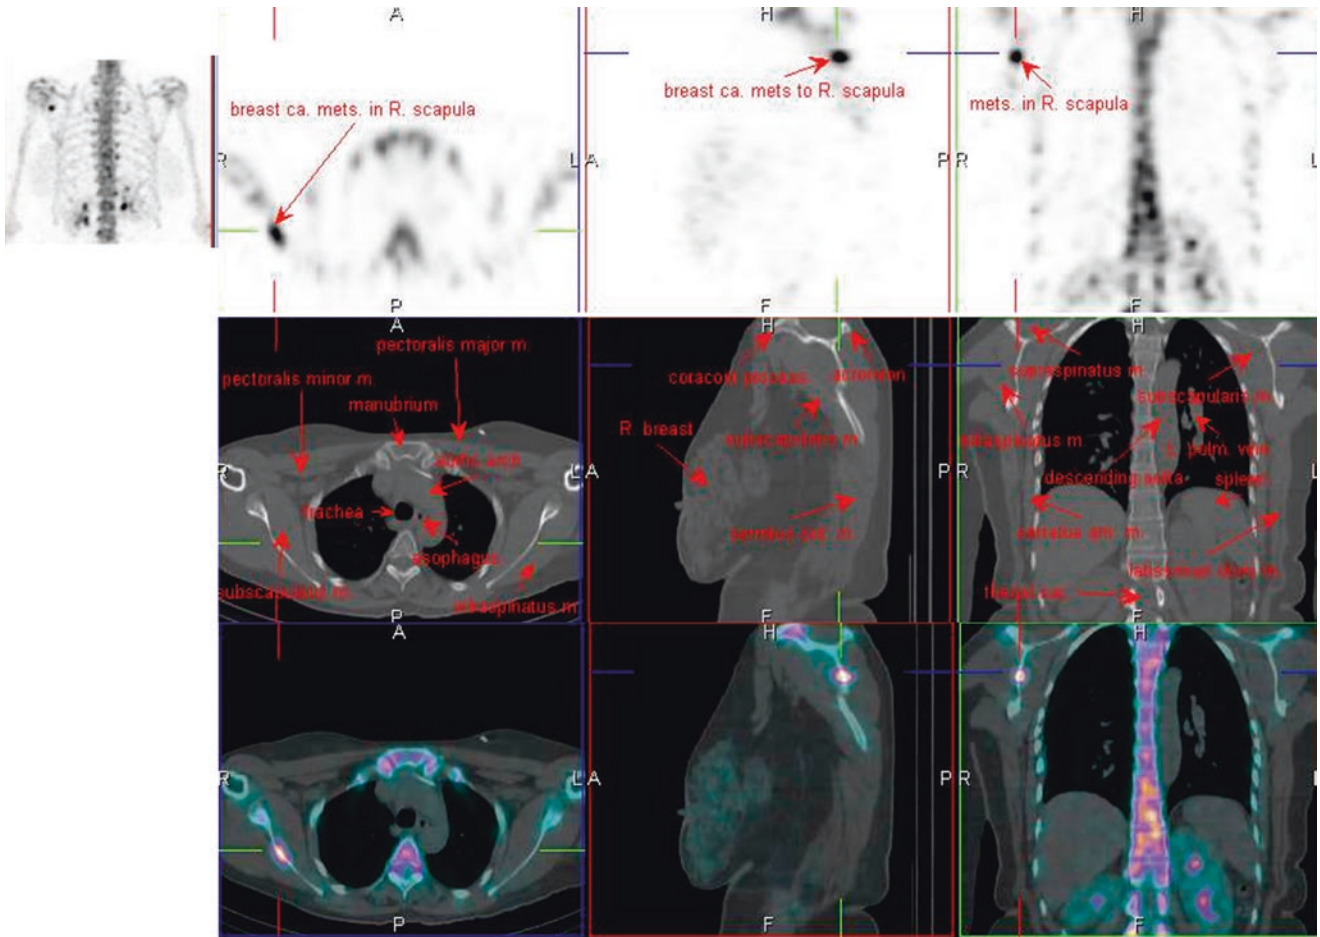 A
H
H
breast ca. mets. in R. scapula
breast ca. mets to R. scapula
mets. in R. scapula
R
L
A
P
R
L
P
F
F
A
H
H
pectoralis major m.
pectoralis minor m.
manubrium
coracoid process
acromion
supraspinatus m.
subscapularis m.
R. breast
subscapularis m.
infraspinatus m.
aortic arch
L. pulm. vein
R
L
A
P
R
L
descending aorta
spleen
trachea
esophagus
serratus ant. m.
serratus ant. m.
latissimus dorsi m.
subscapularis m.
infraspinatus m.
thecal sac
P
F
F
A
H
H
R
L
A
P
R
L
P
F
F